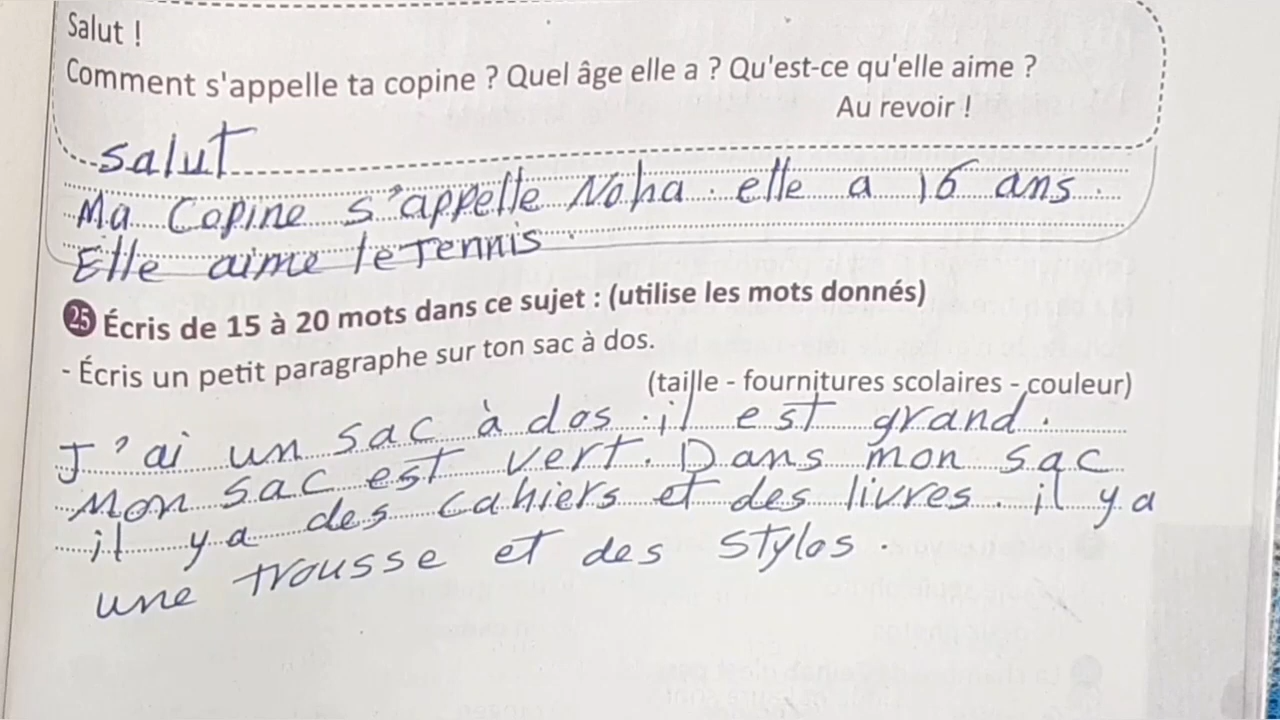 Salut !
Comment s'appelle ta copine ? Quel âge elle a ? Qu'est-ce qu'elle aime ?
Au revoir !
salut
Ma Copine s'appelle Noha. elle a 16 ans.
Elle aime le Tennis.
25 Écris de 15 à 20 mots dans ce sujet : (utilise les mots donnés)
- Écris un petit paragraphe sur ton sac à dos.
(taille - fournitures scolaires - couleur)
J'ai un sac à dos. il est grand.
Mon sac est vert. Dans mon sac
il y a des cahiers et des livres. il y a
une trousse et des stylos.